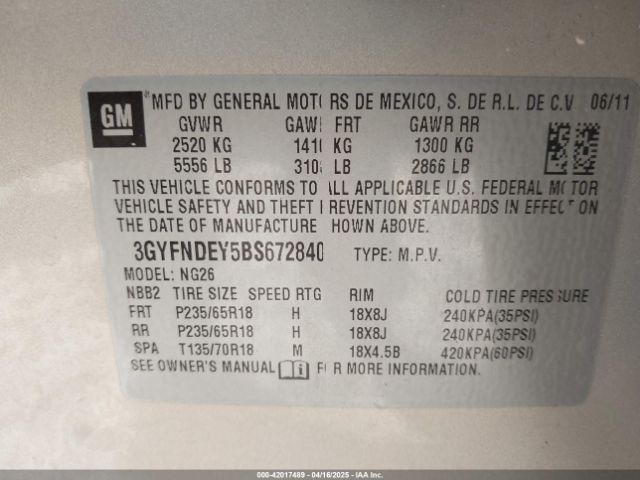 GM
MFD BY GENERAL MOTORS DE MEXICO, S. DE R.L. DE C.V 06/11
GVWR GAWR FRT GAWR RR
2520 KG 1410 KG 1300 KG
5556 LB 3108 LB 2866 LB
THIS VEHICLE CONFORMS TO ALL APPLICABLE U.S. FEDERAL MOTOR
VEHICLE SAFETY AND THEFT PREVENTION STANDARDS IN EFFECT ON
THE DATE OF MANUFACTURE SHOWN ABOVE.
3GYFNDEY5BS672840 TYPE: M.P.V.
MODEL: NG26
NBB2 TIRE SIZE SPEED RTG RIM COLD TIRE PRESSURE
FRT P235/65R18 H 18X8J 240KPA(35PSI)
RR P235/65R18 H 18X8J 240KPA(35PSI)
SPA T135/70R18 M 18X4.5B 420KPA(60PSI)
SEE OWNER'S MANUAL FOR MORE INFORMATION.
000-42017489 - 04/16/2025 - IAAI, Inc.